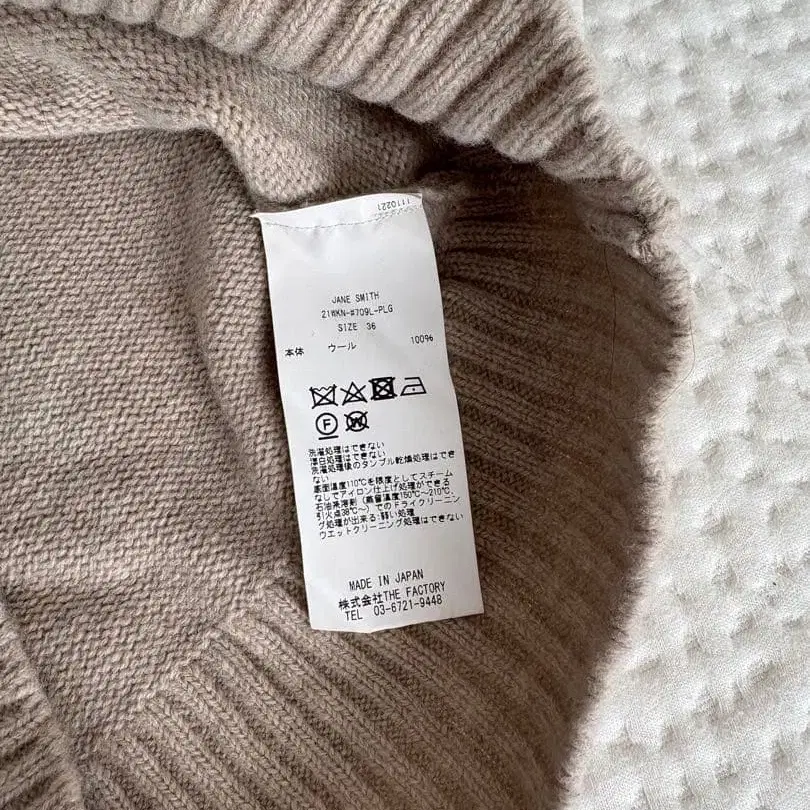 1110221
JANE SMITH
21WKN-#709L-PLG
SIZE 36
本体 ウール 100%
F W
洗濯処理はできない
漂白処理はできない
洗濯処理後のタンブル乾燥処理はでき
ない
底面温度110℃を限度としてスチーム
なしでアイロン仕上げ処理ができる
石油系溶剤(蒸留温度150℃~210℃、
引火点38℃~)でのドライクリーニン
グ処理が出来る:弱い処理
ウエットクリーニング処理はできない
MADE IN JAPAN
株式会社THE FACTORY
TEL 03-6721-9448